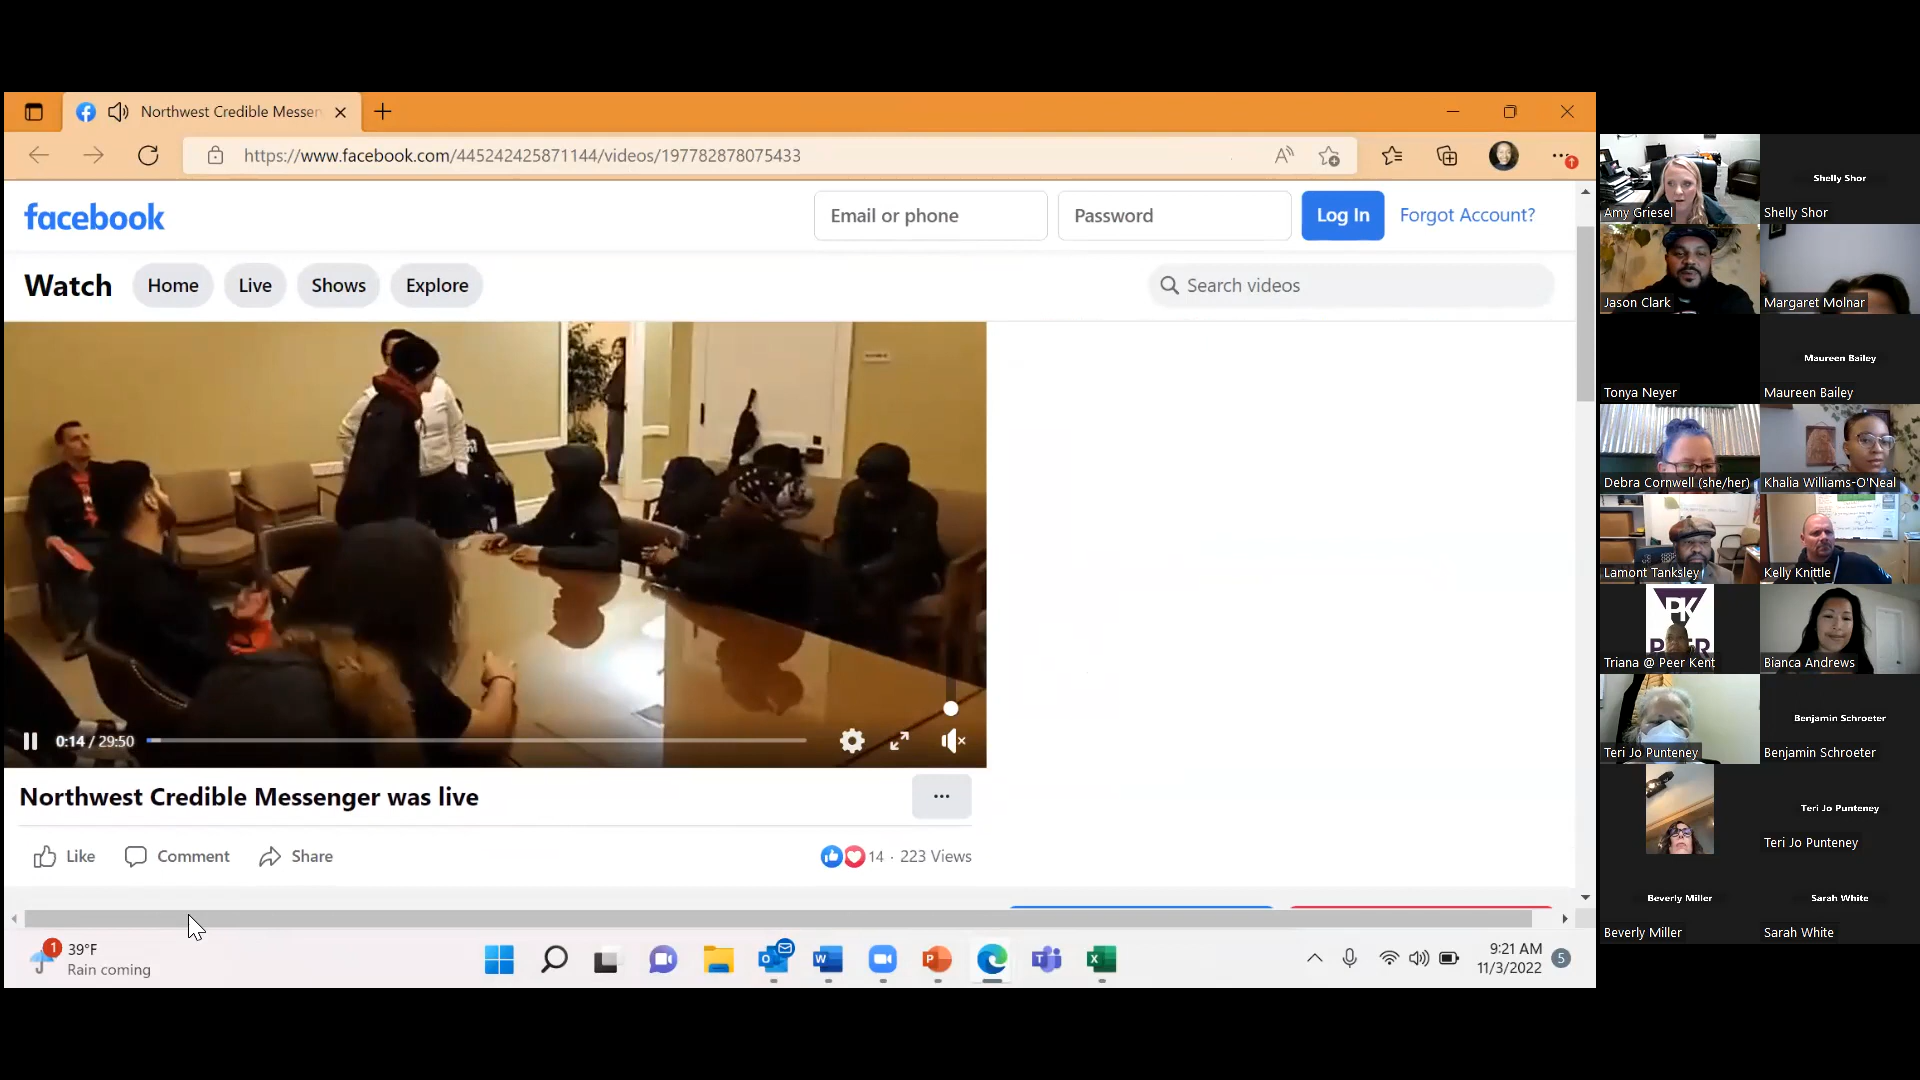 Northwest Credible Messen
https://www.facebook.com/445242425871144/videos/197782878075433
facebook
Email or phone
Password
Log In
Forgot Account?
Watch
Home
Live
Shows
Explore
Search videos
0:14 / 29:50
Northwest Credible Messenger was live
...
Like
Comment
Share
14 · 223 Views
1
39°F
Rain coming
9:21 AM
11/3/2022
5
Amy Griesel
Shelly Shor
Shelly Shor
Jason Clark
Margaret Molnar
Tonya Neyer
Maureen Bailey
Maureen Bailey
Debra Cornwell (she/her)
Khalia Williams-O'Neal
Lamont Tanksley
Kelly Knittle
PK
Triana @ Peer Kent
Bianca Andrews
Teri Jo Punteney
Benjamin Schroeter
Benjamin Schroeter
Teri Jo Punteney
Teri Jo Punteney
Beverly Miller
Beverly Miller
Sarah White
Sarah White